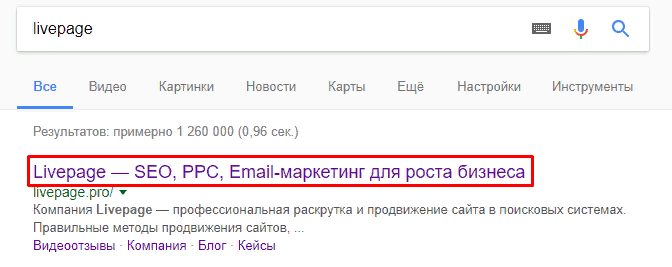 livepage
Все Видео Картинки Новости Карты Ещё Настройки Инструменты
Результатов: примерно 1 260 000 (0,96 сек.)
Livepage — SEO, PPC, Email-маркетинг для роста бизнеса
livepage.pro/
Компания Livepage — профессиональная раскрутка и продвижение сайта в поисковых системах.
Правильные методы продвижения сайтов, ...
Видеоотзывы · Компания · Блог · Кейсы